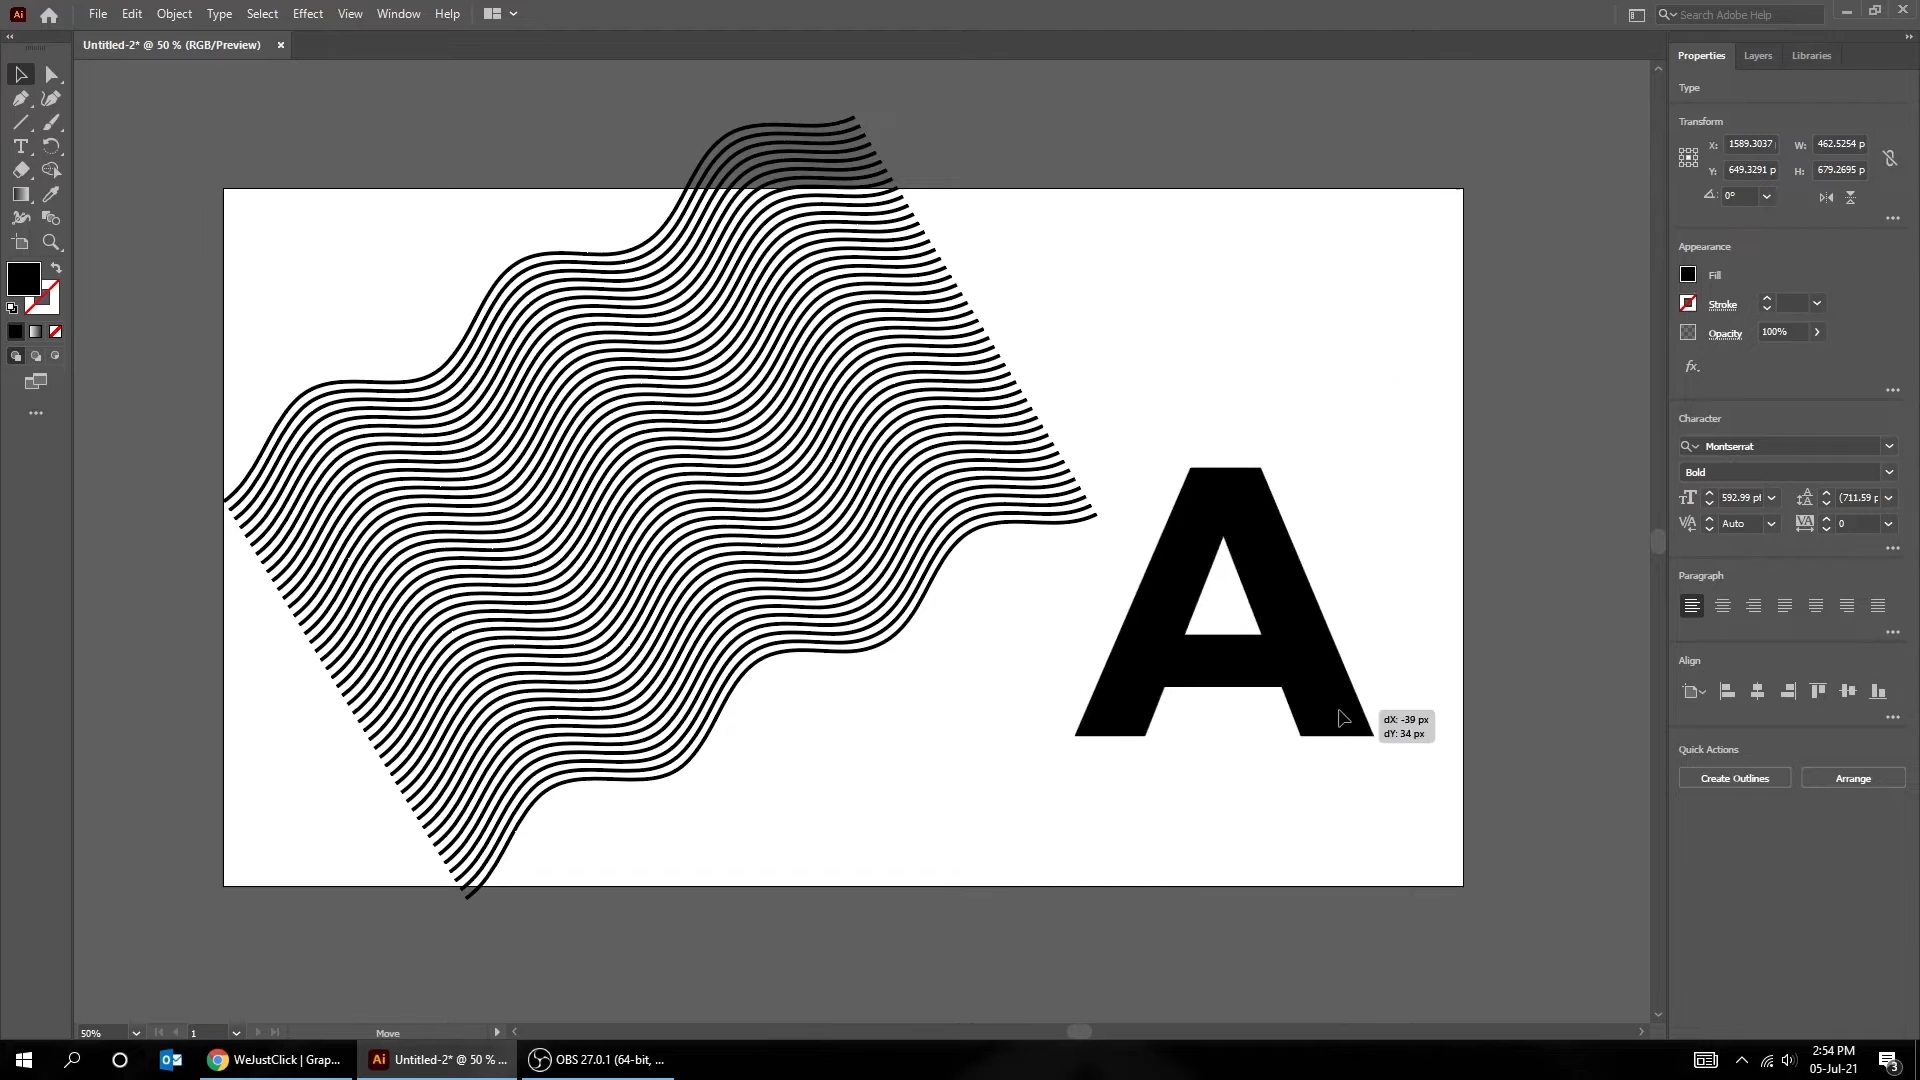 Ai
File Edit Object Type Select Effect View Window Help
Search Adobe Help
Untitled-2* @ 50 % (RGB/Preview) ×
Properties Layers Libraries
Type
Transform
X: 1589.3037 W: 462.5254 p
Y: 649.3291 p H: 679.2695 p
0°
Appearance
Fill
Stroke
Opacity 100%
fx.
Character
Montserrat
Bold
592.99 pt (711.59 p
Auto 0
Paragraph
Align
Quick Actions
Create Outlines Arrange
A
dX: -39 px
dY: 34 px
50% 1 Move
WeJustClick | Grap...
Ai Untitled-2* @ 50 % ...
OBS 27.0.1 (64-bit, ...
2:54 PM
05-Jul-21
3